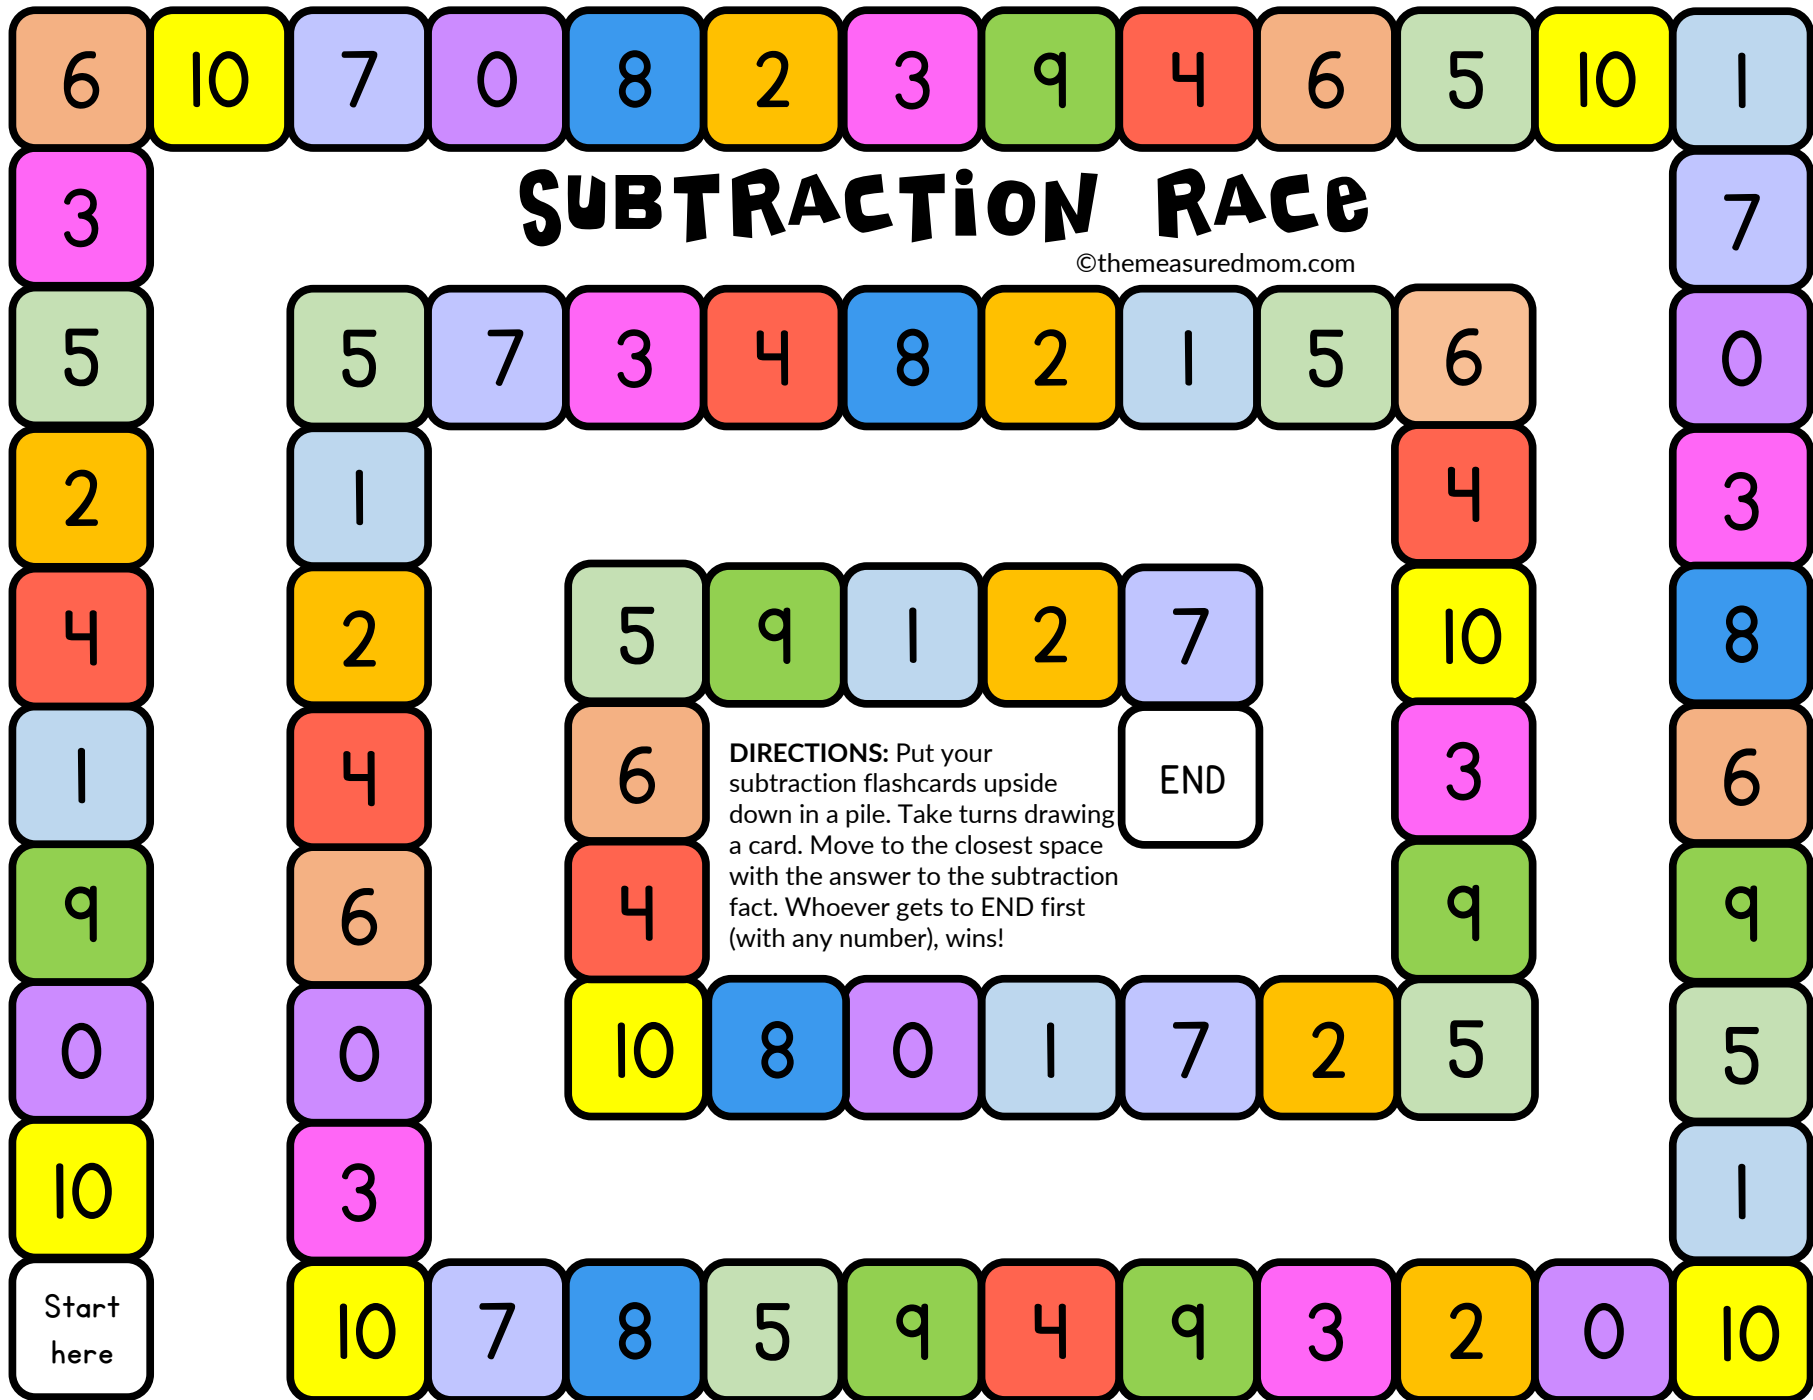 6 10 7 0 8 2 3 9 4 6 5 10 1
3
SUBTRACTION RACE
7
©themeasuredmom.com
5 5 7 3 4 8 2 1 5 6 0
2 1 4 3
4 2 5 9 1 2 7 10 8
1 4 6 END 3 6
DIRECTIONS: Put your
subtraction flashcards upside
down in a pile. Take turns drawing
a card. Move to the closest space
with the answer to the subtraction
fact. Whoever gets to END first
(with any number), wins!
9 6 4 9 9
0 0 10 8 0 1 7 2 5 5
10 3 1
Start
here
10 7 8 5 9 4 9 3 2 0 10